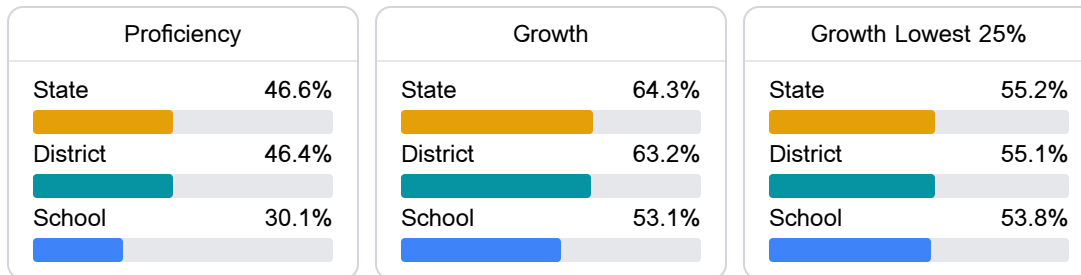 Proficiency
State 46.6%
District 46.4%
School 30.1%
Growth
State 64.3%
District 63.2%
School 53.1%
Growth Lowest 25%
State 55.2%
District 55.1%
School 53.8%